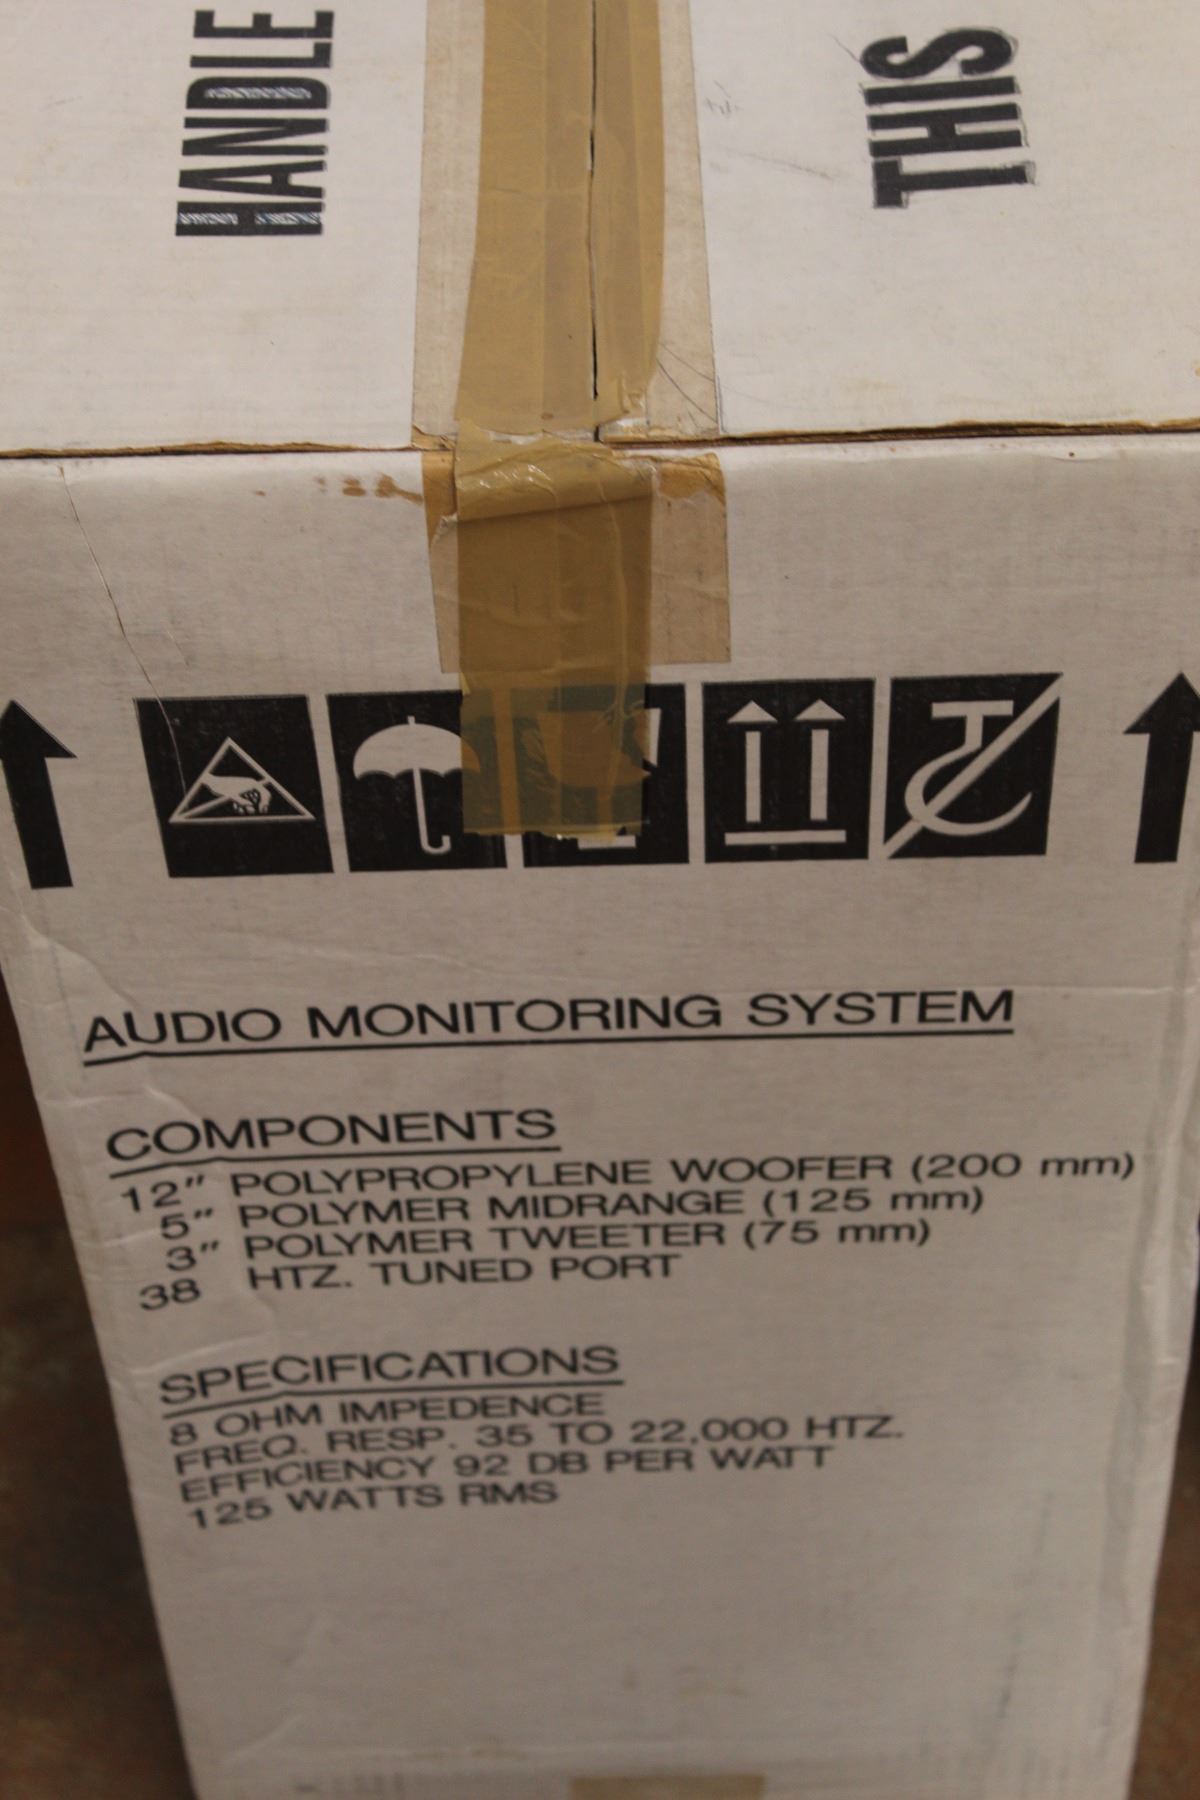 HANDLE
THIS
AUDIO MONITORING SYSTEM
COMPONENTS
12" POLYPROPYLENE WOOFER (200 mm)
5" POLYMER MIDRANGE (125 mm)
3" POLYMER TWEETER (75 mm)
38 HTZ. TUNED PORT
SPECIFICATIONS
8 OHM IMPEDENCE
FREQ. RESP. 35 TO 22,000 HTZ.
EFFICIENCY 92 DB PER WATT
125 WATTS RMS